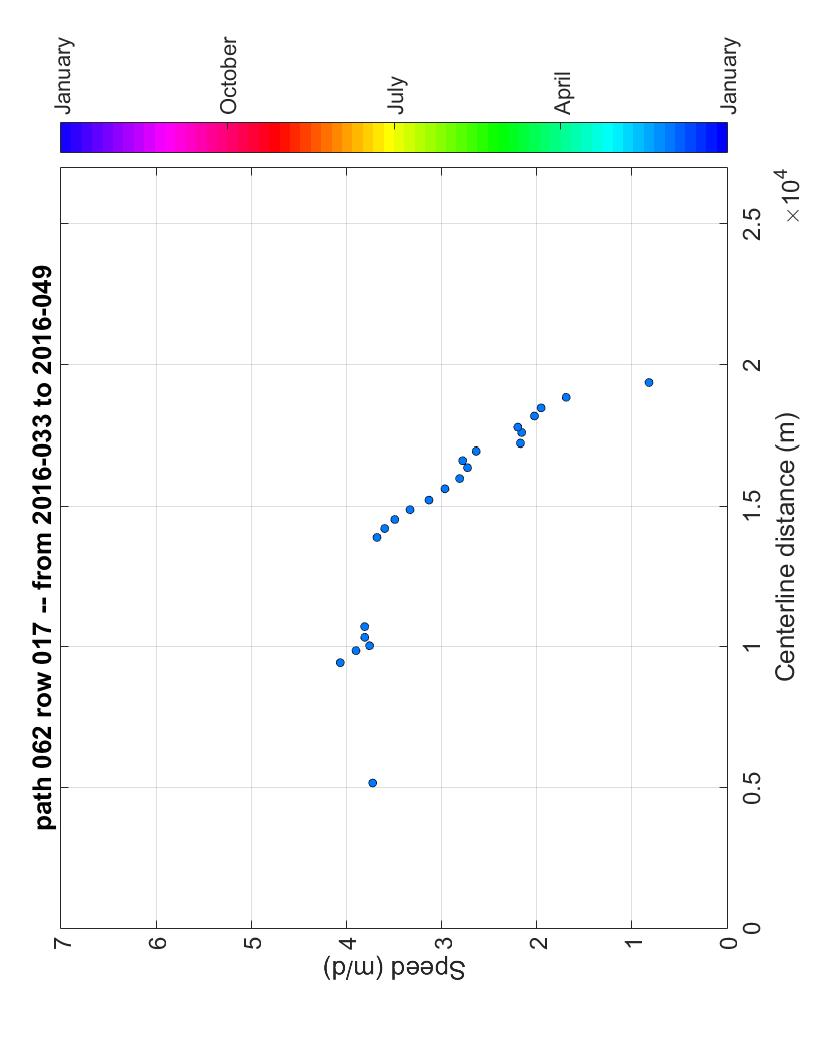 path 062 row 017 -- from 2016-033 to 2016-049
7
6
5
4
3
2
1
0
Speed (m/d)
0
0.5
1
1.5
2
2.5
×10⁴
Centerline distance (m)
January
October
July
April
January